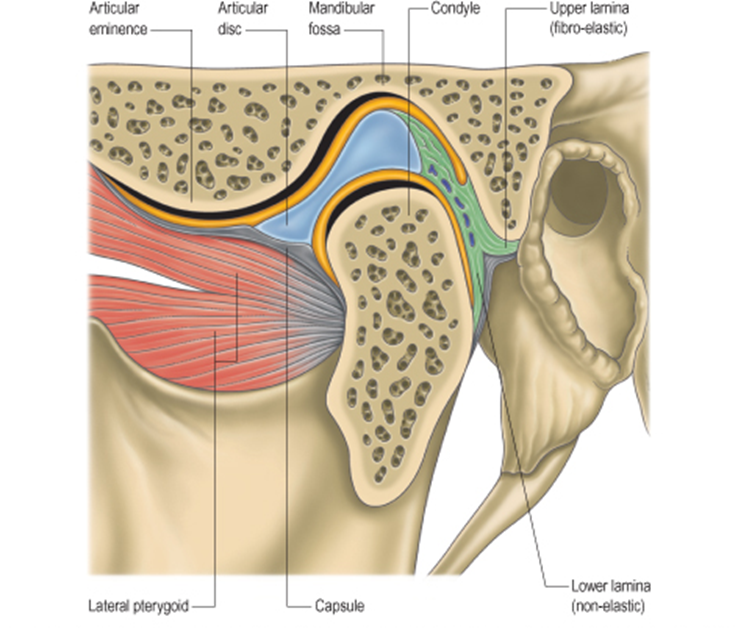 Articular
eminence
Articular
disc
Mandibular
fossa
Condyle
Upper lamina
(fibro-elastic)
Lateral pterygoid
Capsule
Lower lamina
(non-elastic)